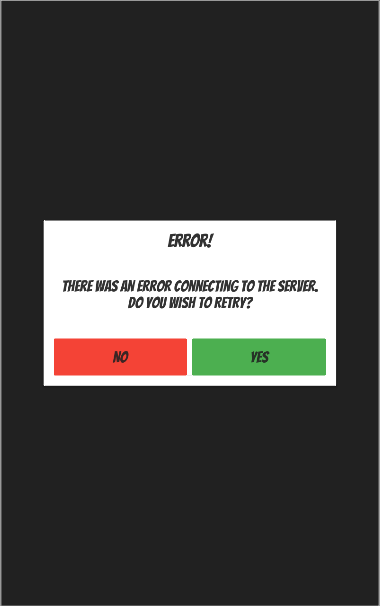 ERROR!
THERE WAS AN ERROR CONNECTING TO THE SERVER.
DO YOU WISH TO RETRY?
NO
YES